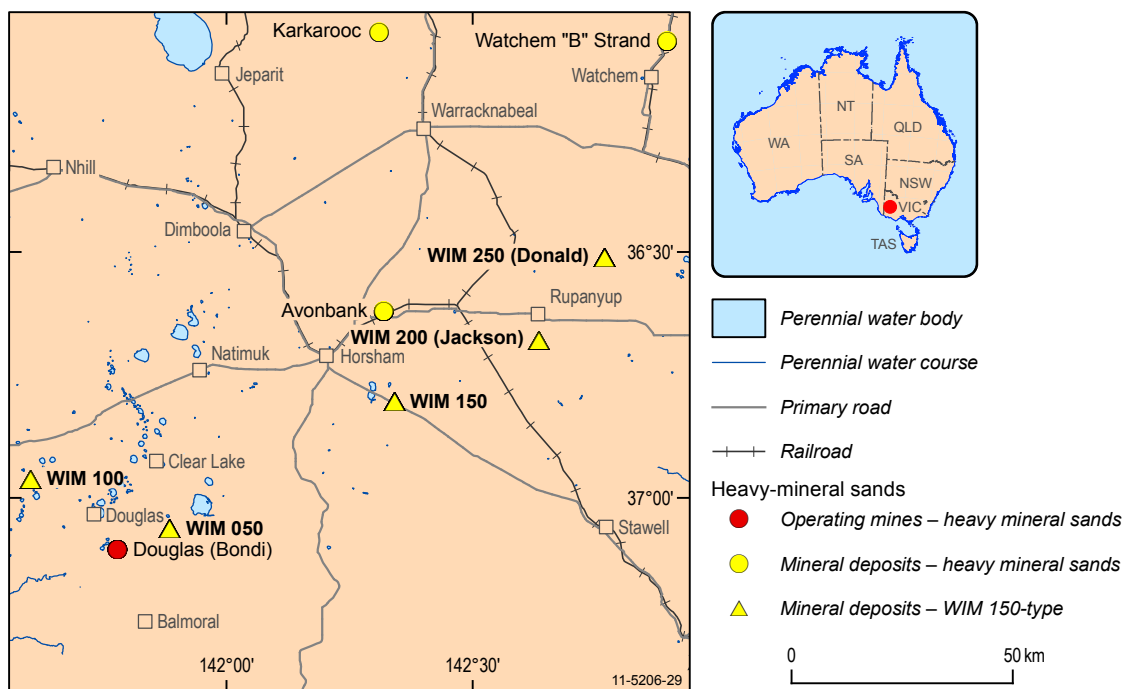 Karkarooc
Watchem "B" Strand
Jeparit
Watchem
Warracknabeal
Nhill
Dimboola
WIM 250 (Donald)
36°30'
Avonbank
Rupanyup
WIM 200 (Jackson)
Natimuk
Horsham
WIM 150
Clear Lake
WIM 100
37°00'
Douglas
WIM 050
Stawell
Douglas (Bondi)
Balmoral
142°00'
142°30'
11-5206-29
NT
QLD
WA
SA
NSW
VIC
TAS
Perennial water body
Perennial water course
Primary road
Railroad
Heavy-mineral sands
Operating mines – heavy mineral sands
Mineral deposits – heavy mineral sands
Mineral deposits – WIM 150-type
0
50 km